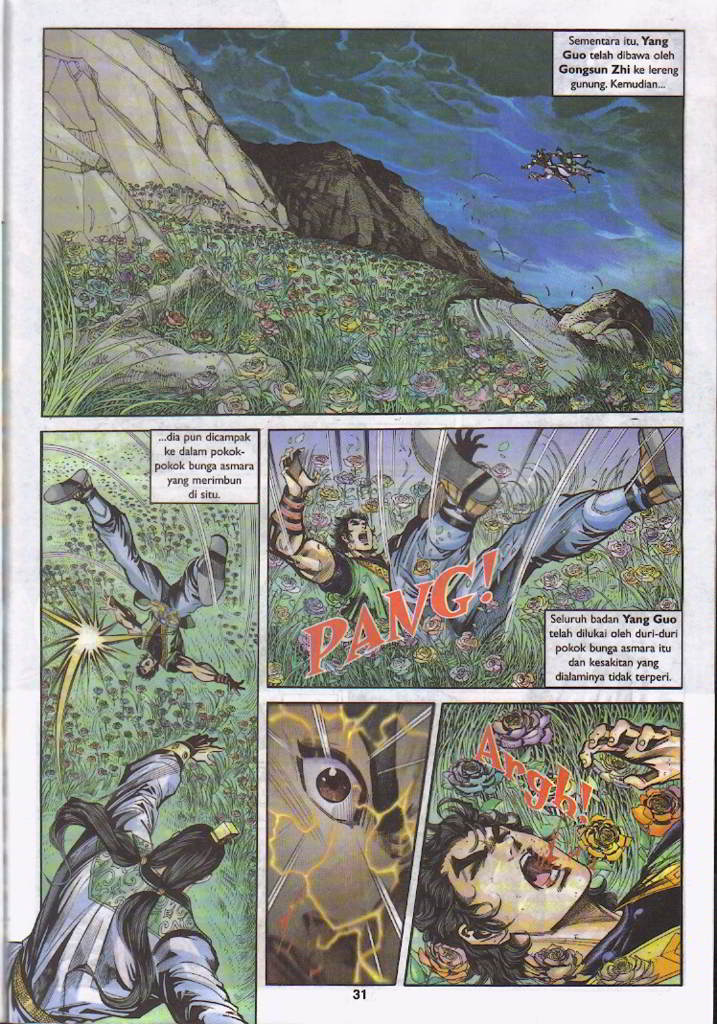 Sementara itu, Yang
Guo telah dibawa oleh
Gongsun Zhi ke lereng
gunung. Kemudian...
...dia pun dicampak
ke dalam pokok-
pokok bunga asmara
yang merimbun
di situ.
PANG!
Seluruh badan Yang Guo
telah dilukai oleh duri-duri
pokok bunga asmara itu
dan kesakitan yang
dialaminya tidak terperi.
Argh!
31